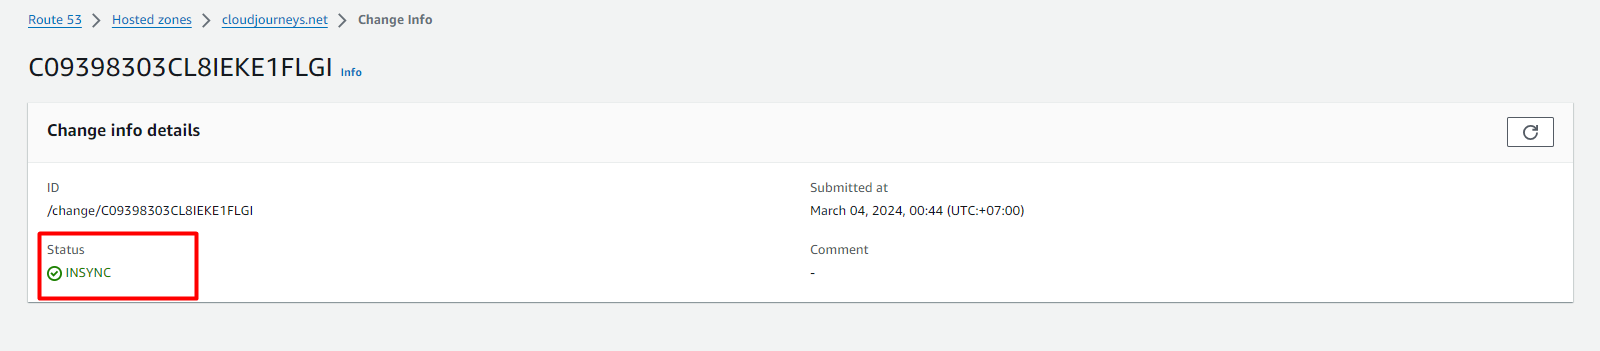 Route 53 > Hosted zones > cloudjourneys.net > Change Info
C09398303CL8IEKE1FLGI Info
Change info details
ID
/change/C09398303CL8IEKE1FLGI
Submitted at
March 04, 2024, 00:44 (UTC:+07:00)
Status
INSYNC
Comment
-